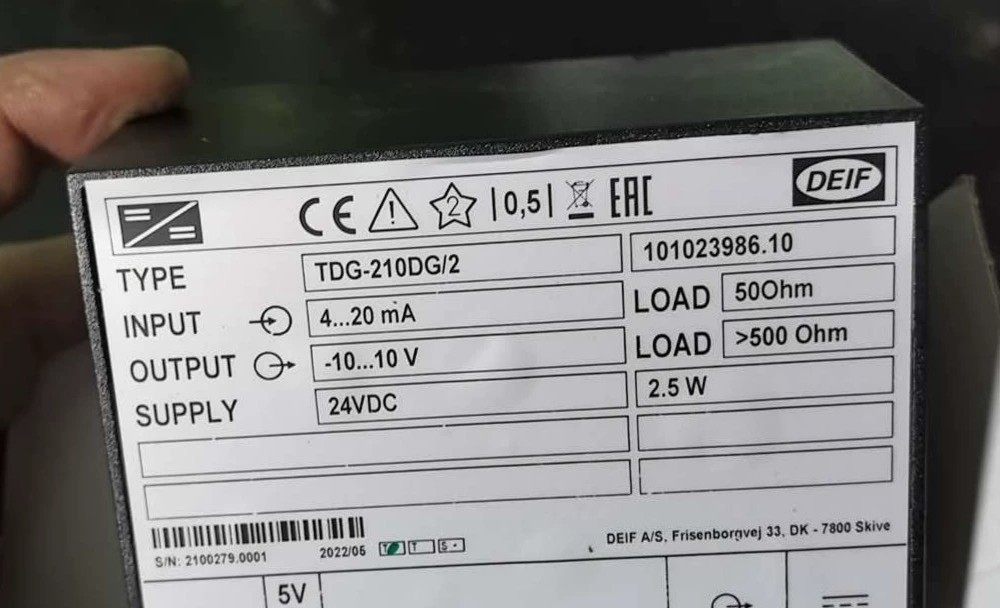 CE 2 |0,5| EAC DEIF
TYPE TDG-210DG/2 101023986.10
INPUT 4...20 mA LOAD 50Ohm
OUTPUT -10...10 V LOAD >500 Ohm
SUPPLY 24VDC 2.5 W
S/N: 2100279.0001 2022/06 T T S DEIF A/S, Frisenborgvej 33, DK - 7800 Skive
5V